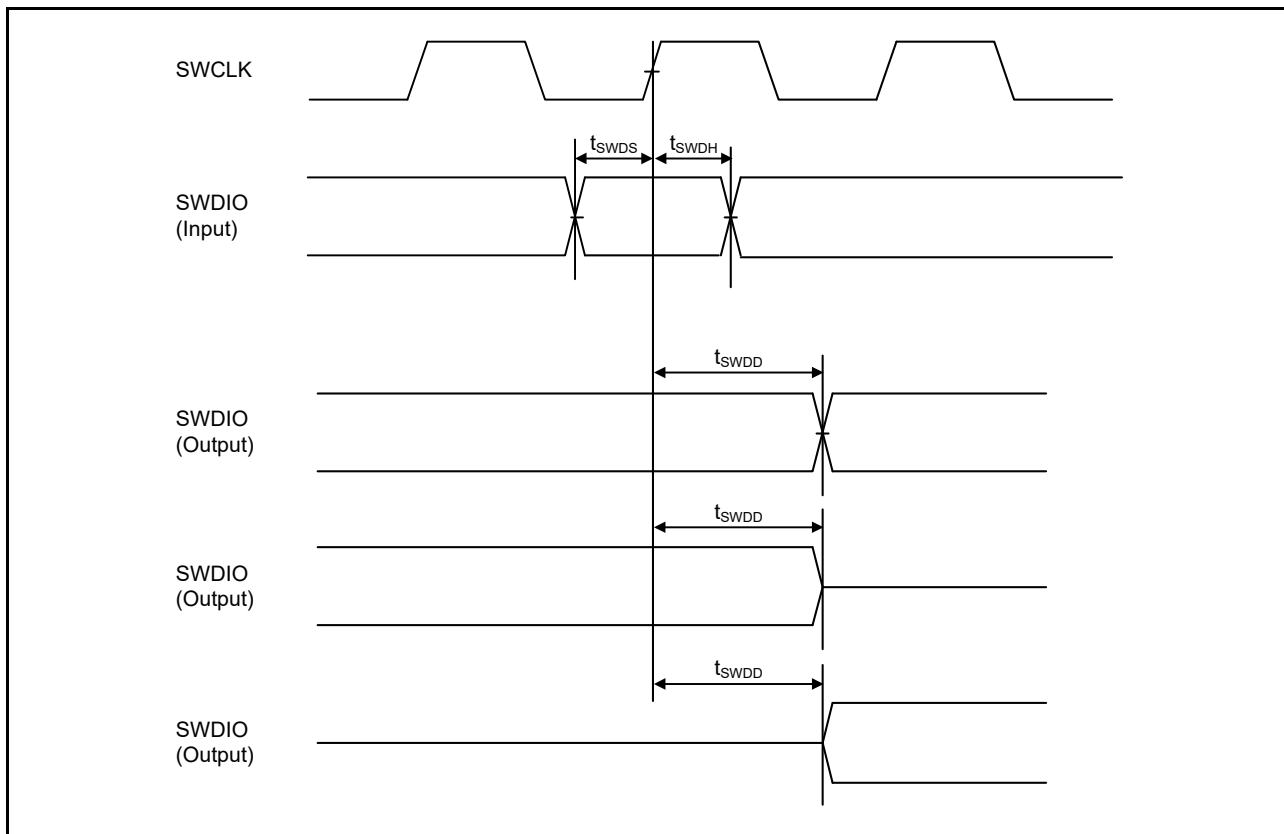 SWCLK
tSWDS
tSWDH
SWDIO
(Input)
tSWDD
SWDIO
(Output)
tSWDD
SWDIO
(Output)
tSWDD
SWDIO
(Output)